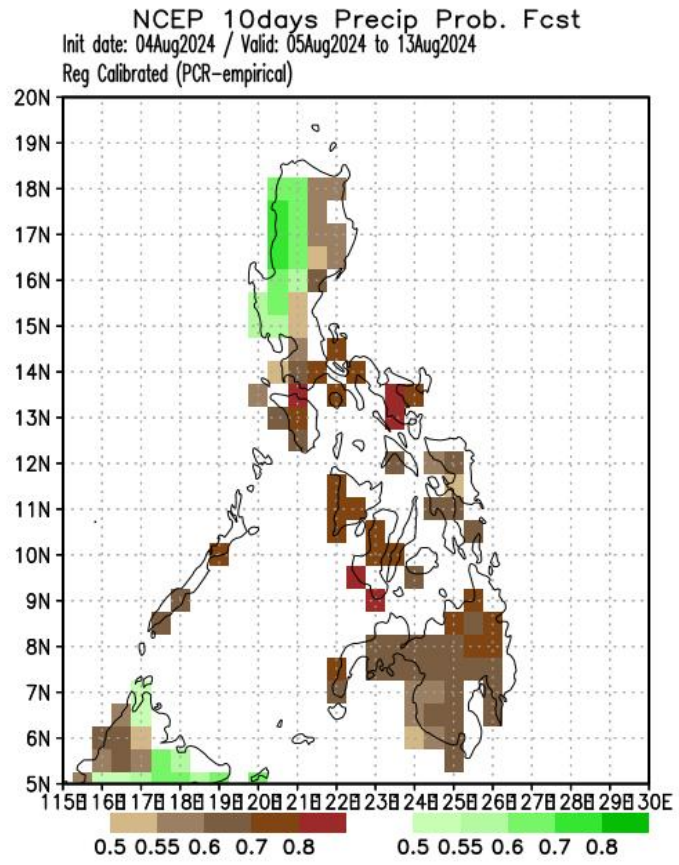 NCEP 10days Precip Prob. Fcst
Init date: 04Aug2024 / Valid: 05Aug2024 to 13Aug2024
Reg Calibrated (PCR-empirical)
20N
19N
18N
17N
16N
15N
14N
13N
12N
11N
10N
9N
8N
7N
6N
5N
115E 116E 117E 118E 119E 120E 121E 122E 123E 124E 125E 126E 127E 128E 129E 130E
0.5 0.55 0.6 0.7 0.8 0.5 0.55 0.6 0.7 0.8